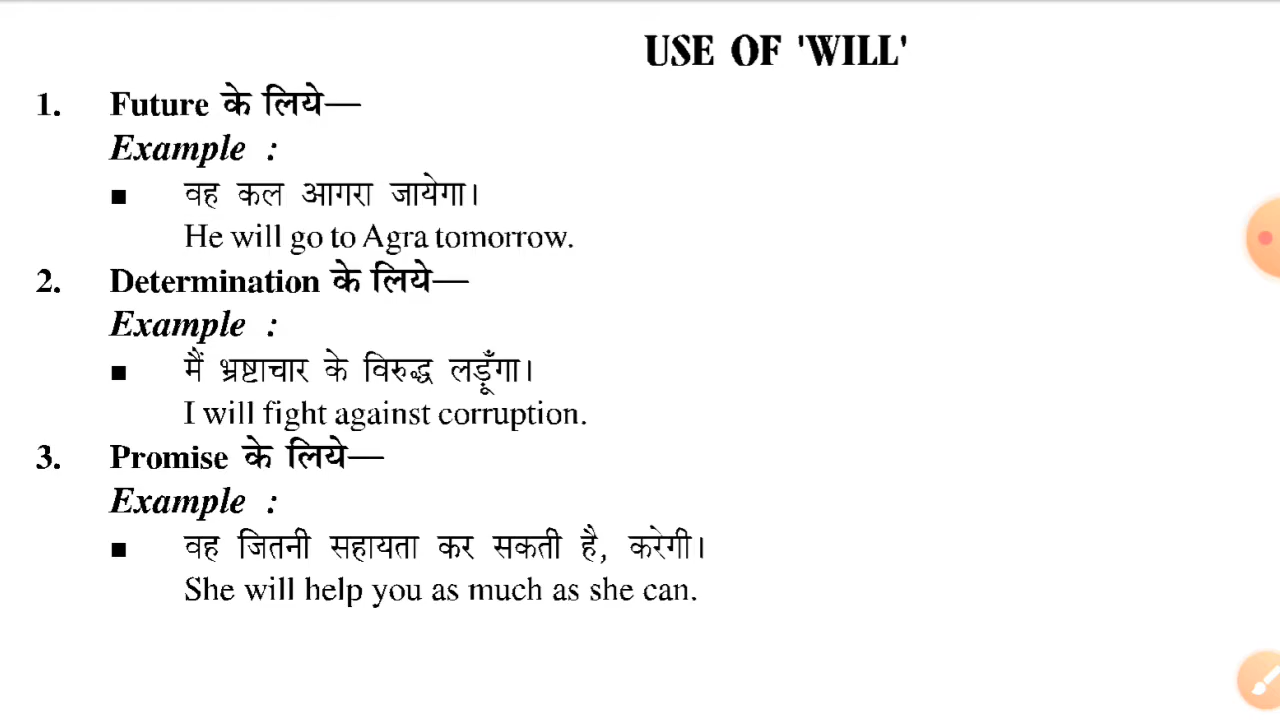 USE OF 'WILL'
1. Future के लिये—
Example :
■ वह कल आगरा जायेगा।
He will go to Agra tomorrow.
2. Determination के लिये—
Example :
■ मैं भ्रष्टाचार के विरुद्ध लड़ूँगा।
I will fight against corruption.
3. Promise के लिये—
Example :
■ वह जितनी सहायता कर सकती है, करेगी।
She will help you as much as she can.